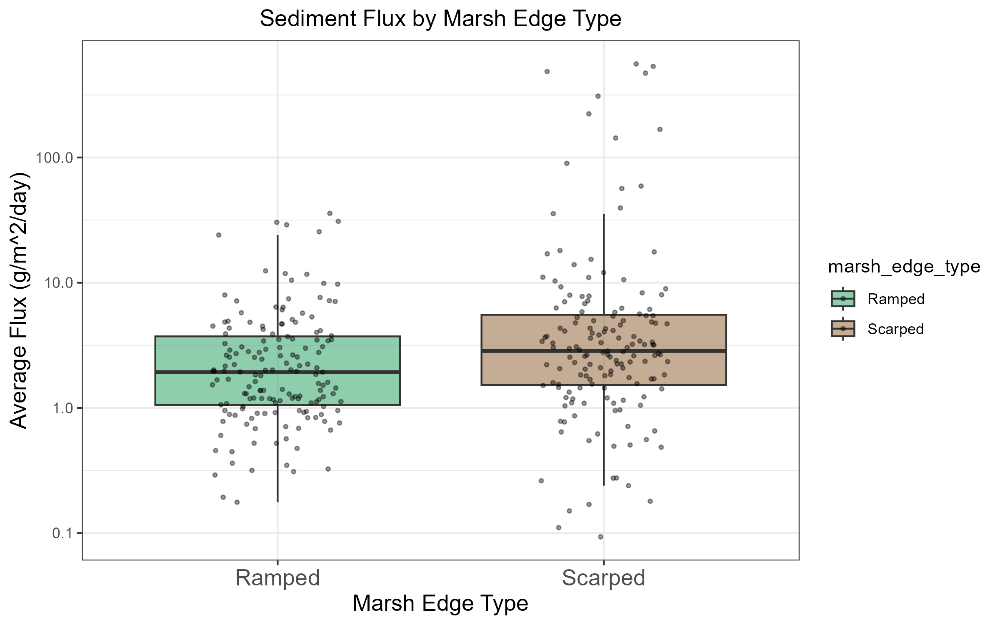 Sediment Flux by Marsh Edge Type
Average Flux (g/m^2/day)
100.0
10.0
1.0
0.1
Ramped
Scarped
Marsh Edge Type
marsh_edge_type
Ramped
Scarped